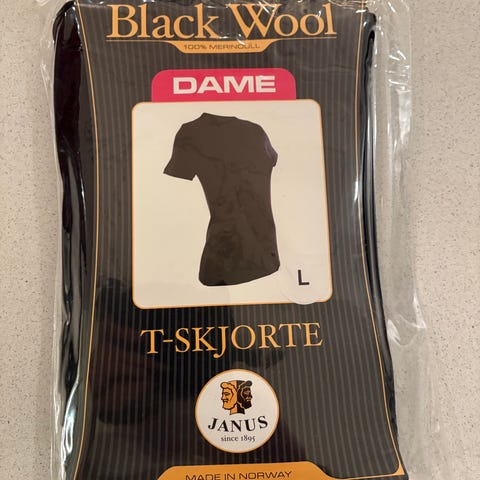 Black Wool
100% MERINOULL
DAME
L
T-SKJORTE
JANUS
since 1895
MADE IN NORWAY